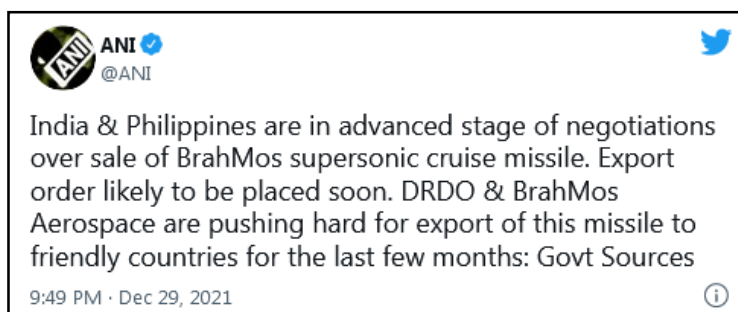 ANI
ANI
@ANI
India & Philippines are in advanced stage of negotiations
over sale of BrahMos supersonic cruise missile. Export
order likely to be placed soon. DRDO & BrahMos
Aerospace are pushing hard for export of this missile to
friendly countries for the last few months: Govt Sources
9:49 PM · Dec 29, 2021